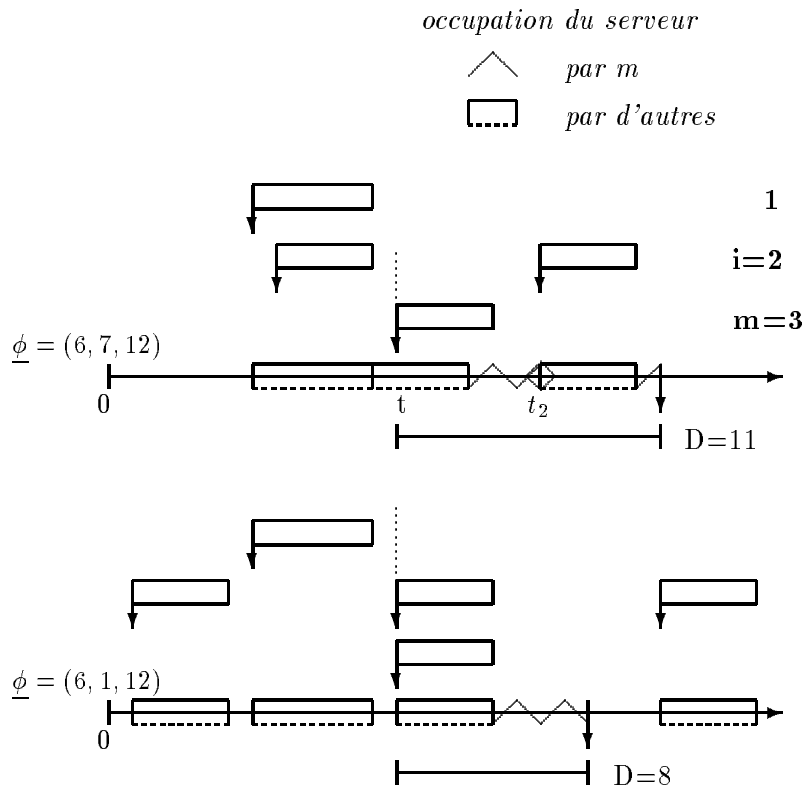 occupation du serveur
par m
par d'autres
1
i=2
m=3
ϕ = (6, 7, 12)
0
t
t₂
D=11
ϕ = (6, 1, 12)
0
D=8